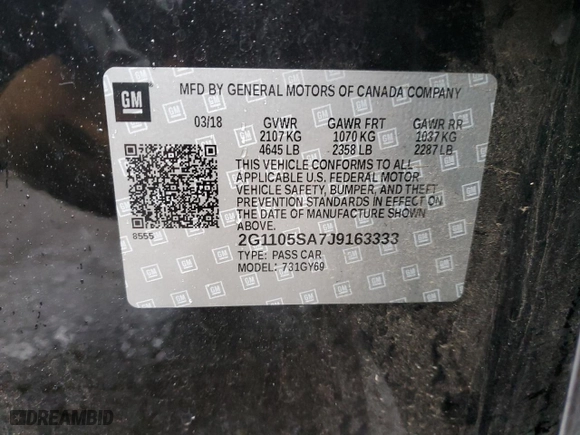 GM
MFD BY GENERAL MOTORS OF CANADA COMPANY
03/18 GVWR GAWR FRT GAWR RR
2107 KG 1070 KG 1037 KG
4645 LB 2358 LB 2287 LB
THIS VEHICLE CONFORMS TO ALL
APPLICABLE U.S. FEDERAL MOTOR
VEHICLE SAFETY, BUMPER, AND THEFT
PREVENTION STANDARDS IN EFFECT ON
THE DATE OF MANUFACTURE SHOWN
ABOVE.
8555
2G1105SA7J9163333
TYPE: PASS CAR
MODEL: 731GY69
DREAMBID